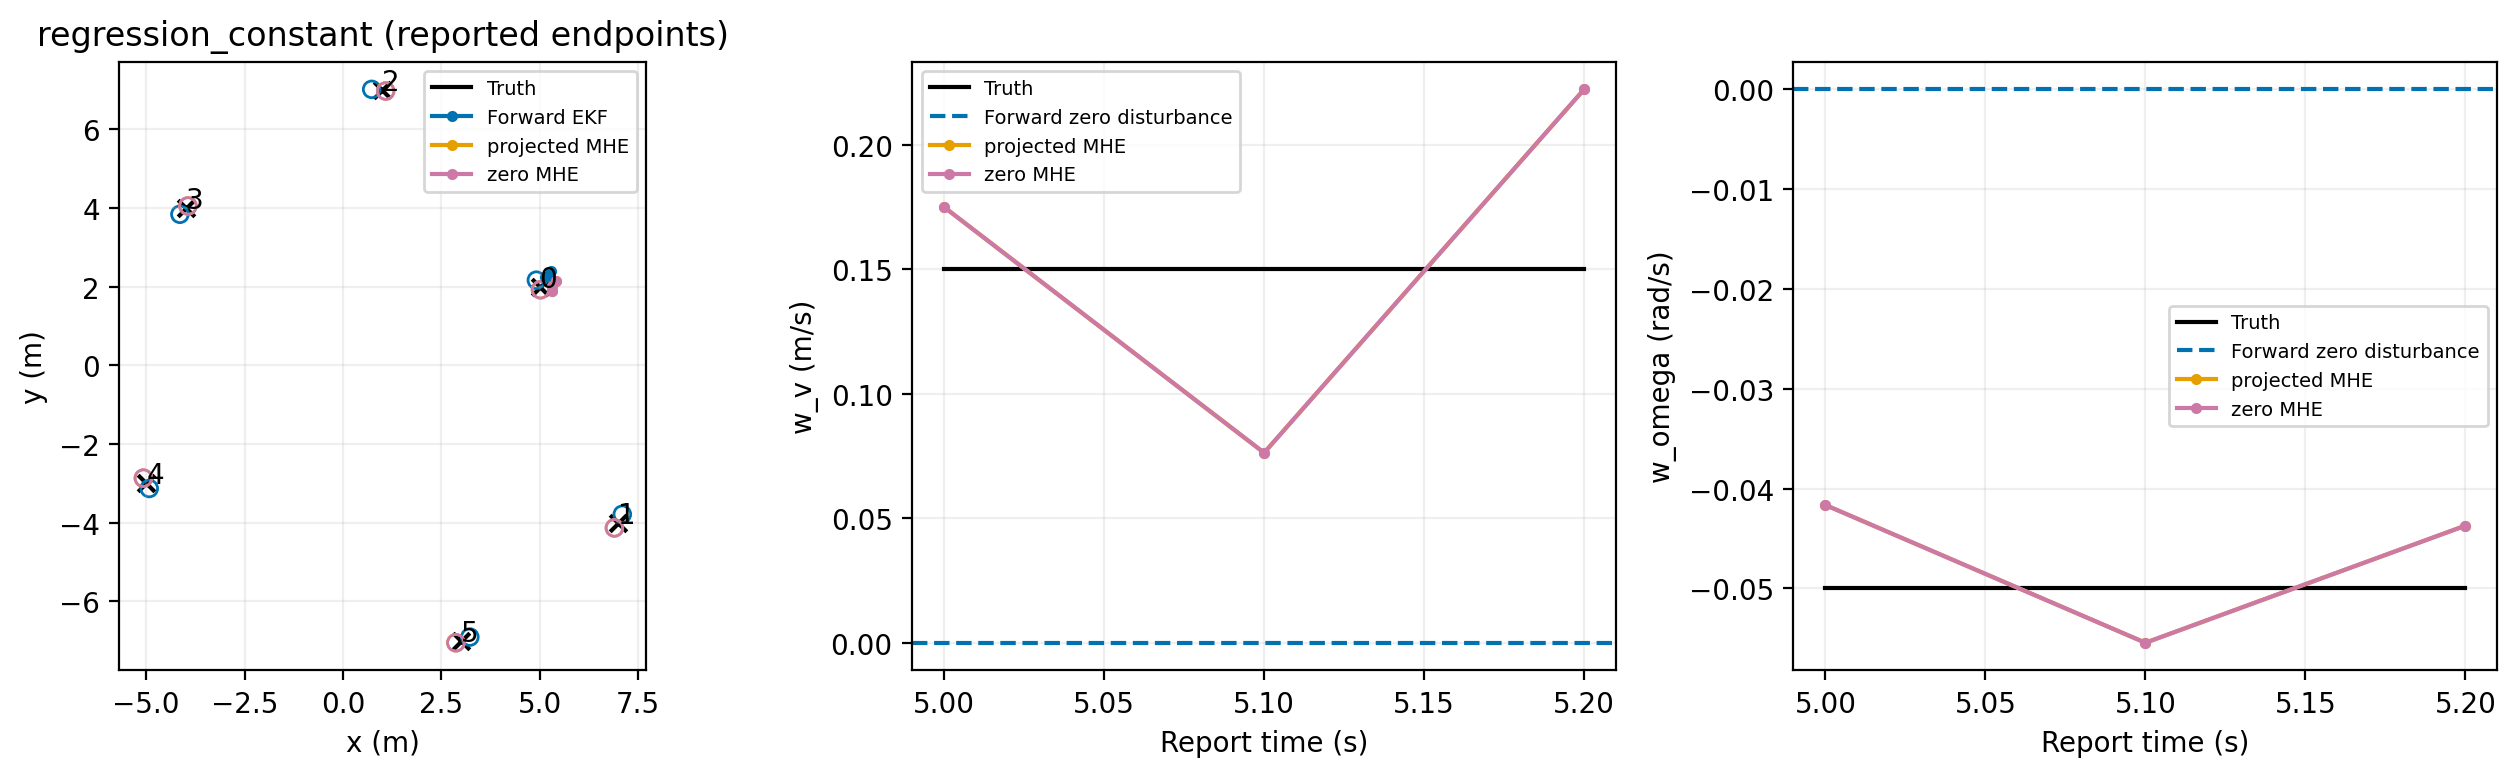 regression_constant (reported endpoints)
Truth
Forward EKF
projected MHE
zero MHE
2
3
0
4
1
5
6
4
2
0
−2
−4
−6
y (m)
−5.0 −2.5 0.0 2.5 5.0 7.5
x (m)
Truth
Forward zero disturbance
projected MHE
zero MHE
0.20
0.15
0.10
0.05
0.00
w_v (m/s)
5.00 5.05 5.10 5.15 5.20
Report time (s)
0.00
−0.01
−0.02
−0.03
−0.04
−0.05
w_omega (rad/s)
Truth
Forward zero disturbance
projected MHE
zero MHE
5.00 5.05 5.10 5.15 5.20
Report time (s)